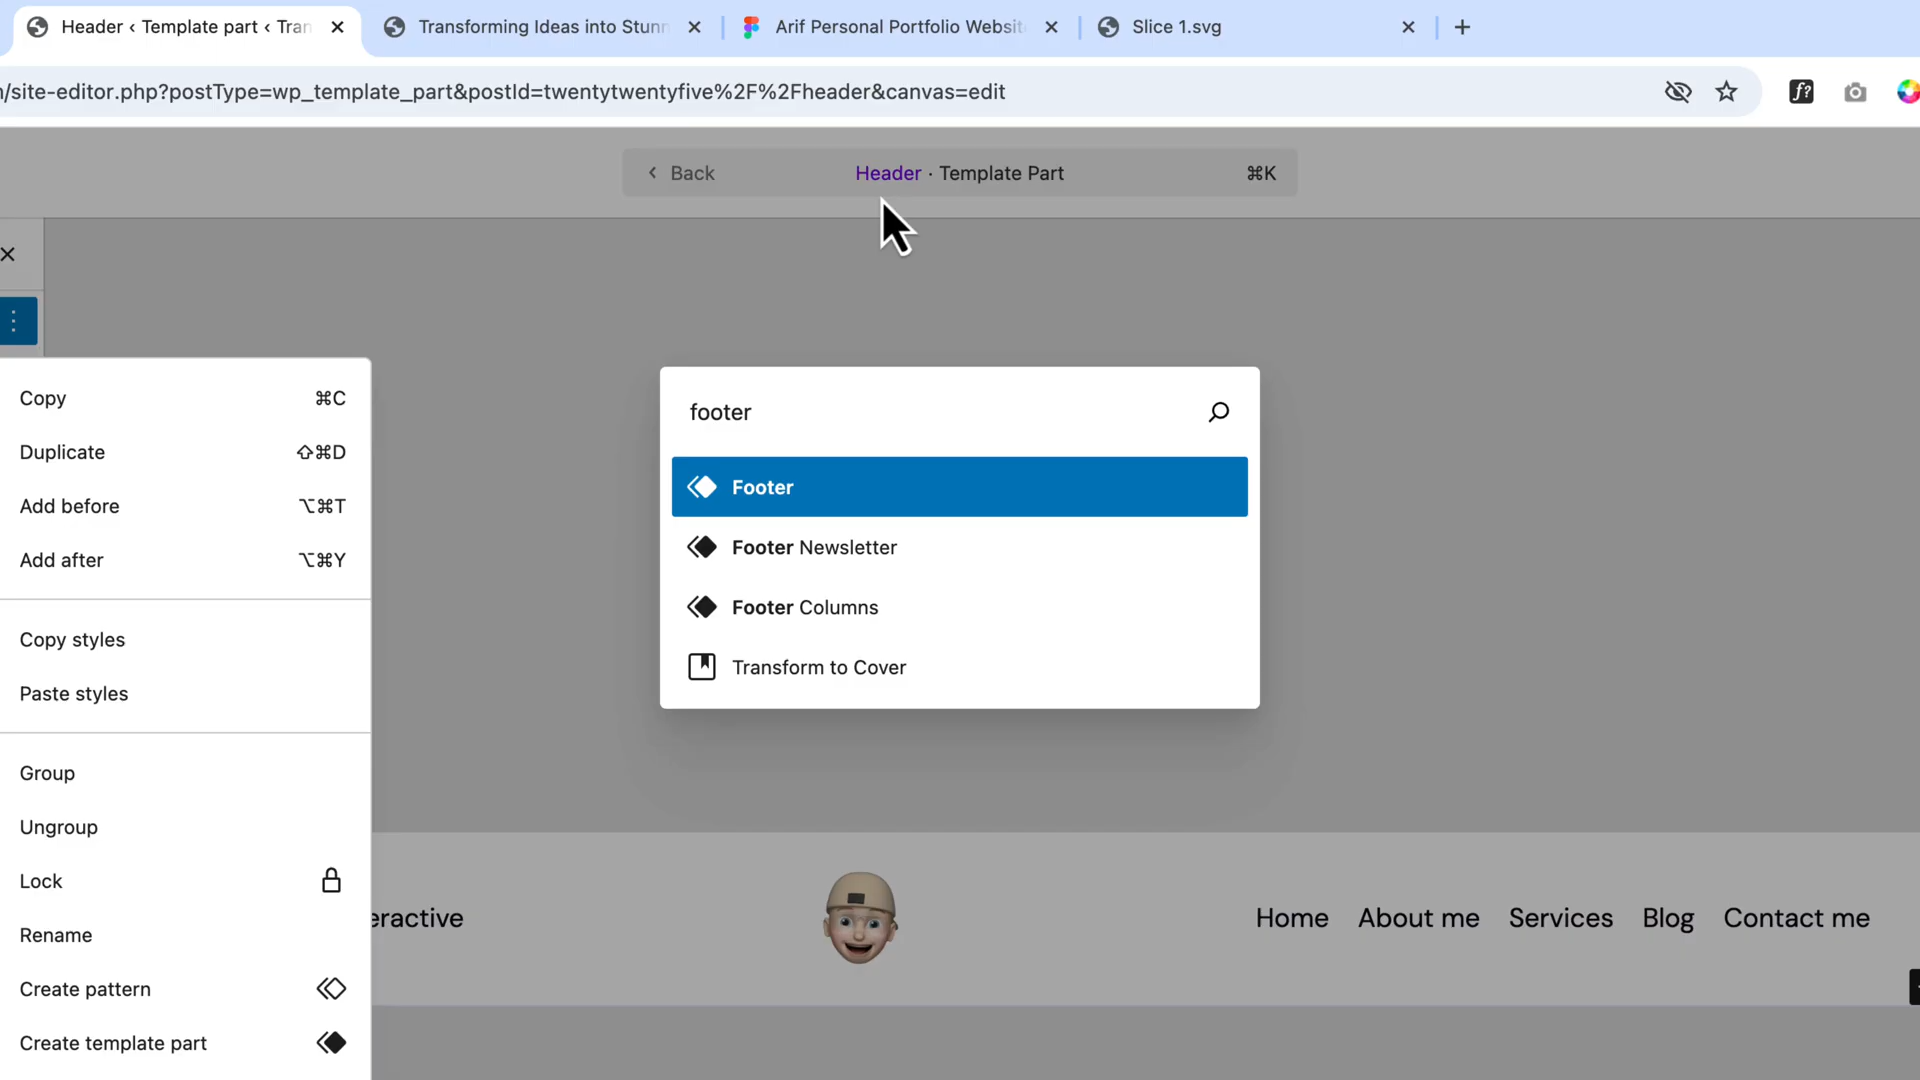 Header ‹ Template part ‹ Tran
Transforming Ideas into Stunn
Arif Personal Portfolio Websit
Slice 1.svg
/site-editor.php?postType=wp_template_part&postId=twentytwentyfive%2F%2Fheader&canvas=edit
f?
Back
Header · Template Part
⌘K
Copy ⌘C
Duplicate ⇧⌘D
Add before ⌥⌘T
Add after ⌥⌘Y
Copy styles
Paste styles
Group
Ungroup
Lock
Rename
Create pattern
Create template part
footer
Footer
Footer Newsletter
Footer Columns
Transform to Cover
eractive
Home About me Services Blog Contact me